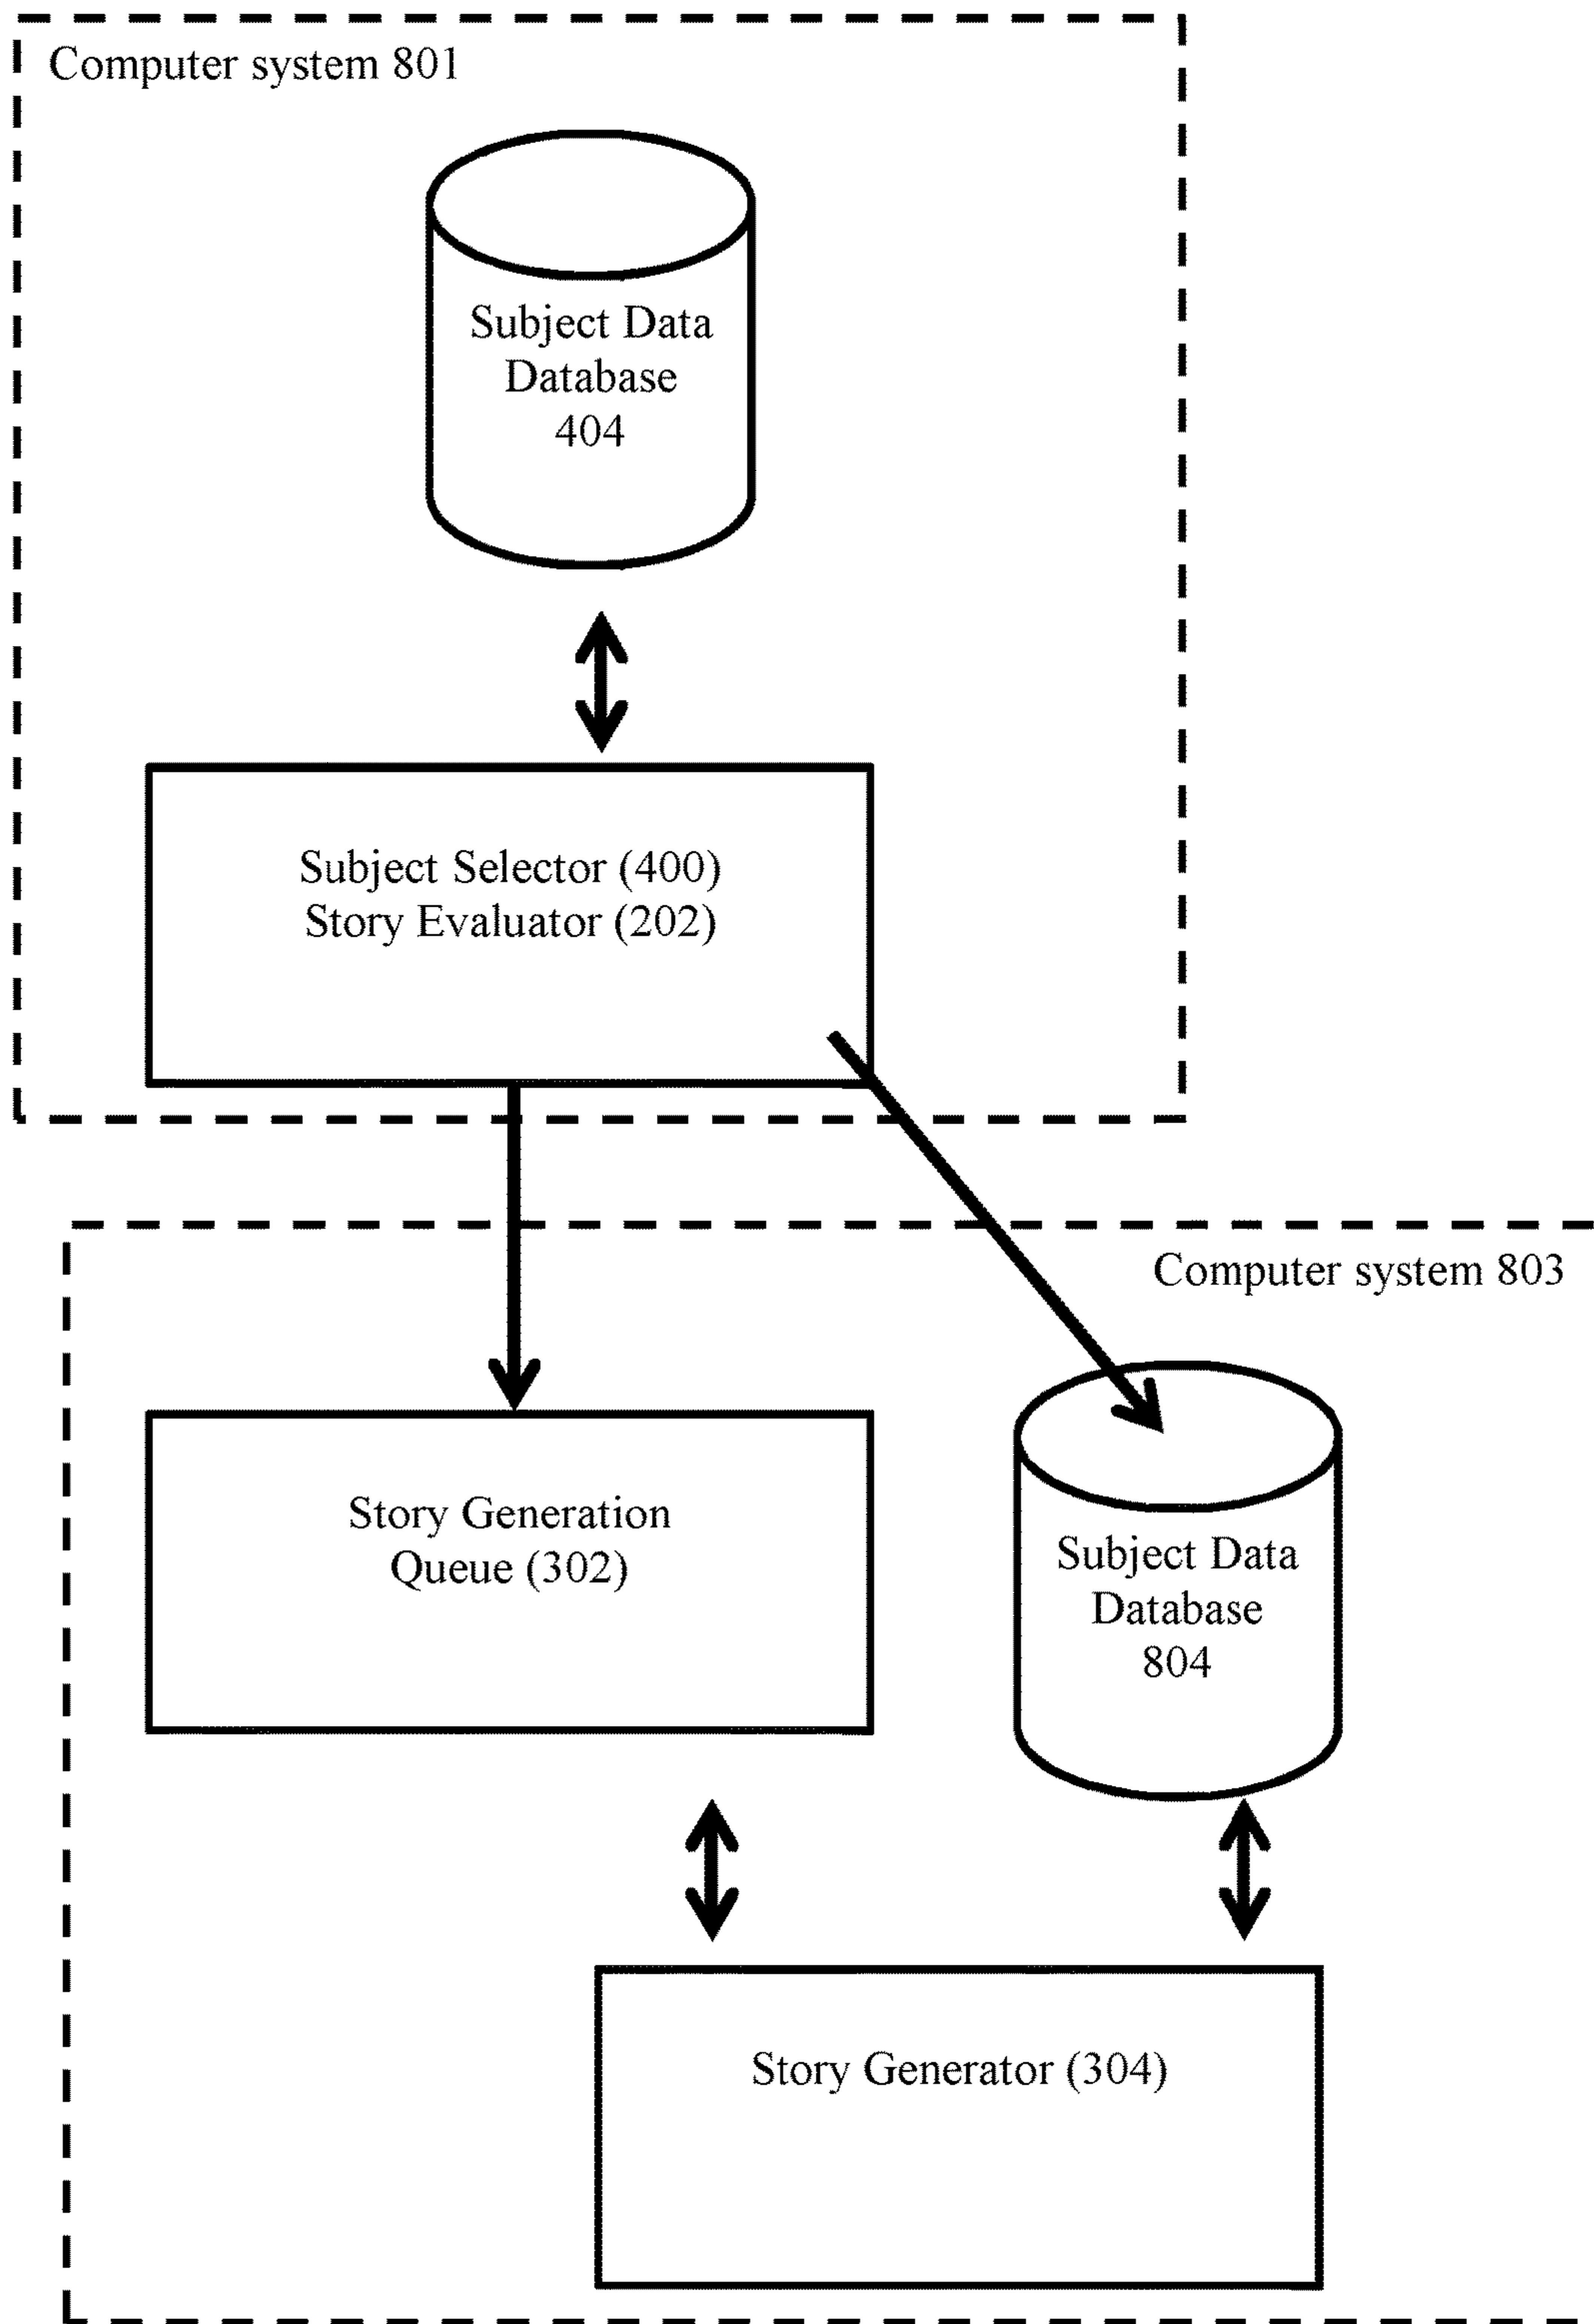 Computer system 801
Subject Data
Database
404
Subject Selector (400)
Story Evaluator (202)
Computer system 803
Story Generation
Queue (302)
Subject Data
Database
804
Story Generator (304)